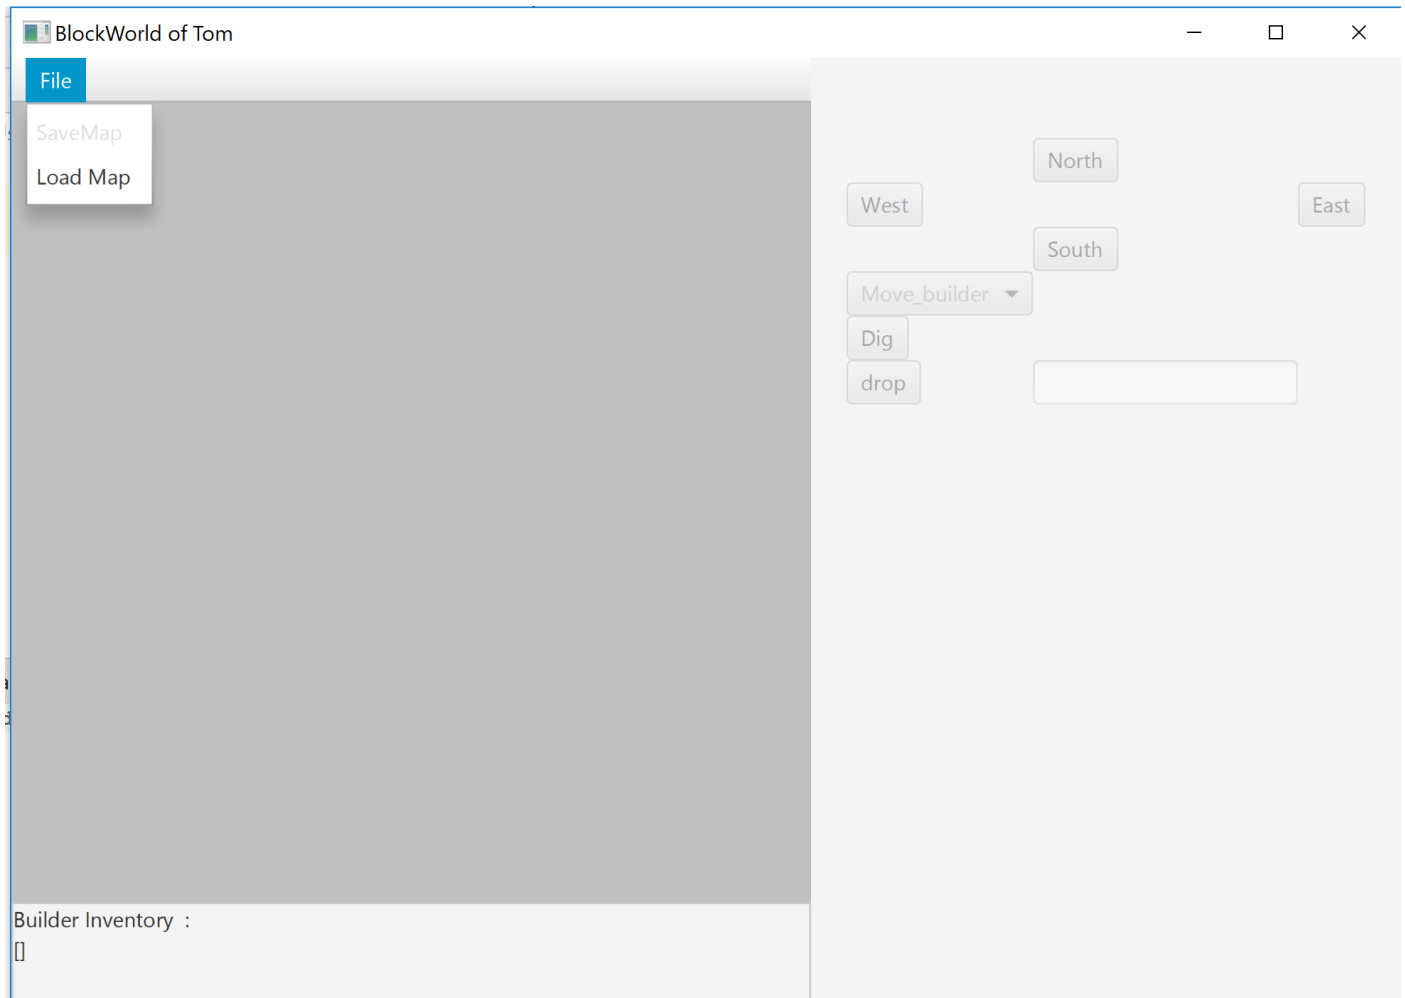 BlockWorld of Tom
File
SaveMap
Load Map
North
West
East
South
Move_builder
Dig
drop
Builder Inventory :
[]